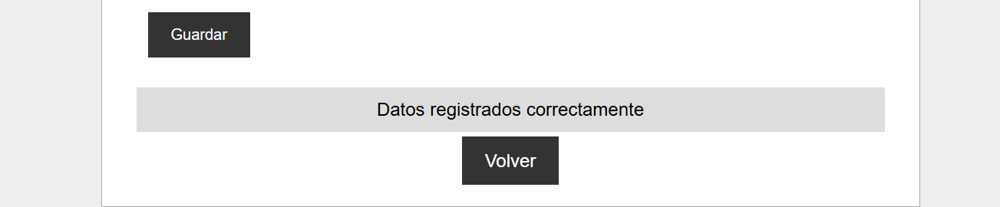 Guardar
Datos registrados correctamente
Volver